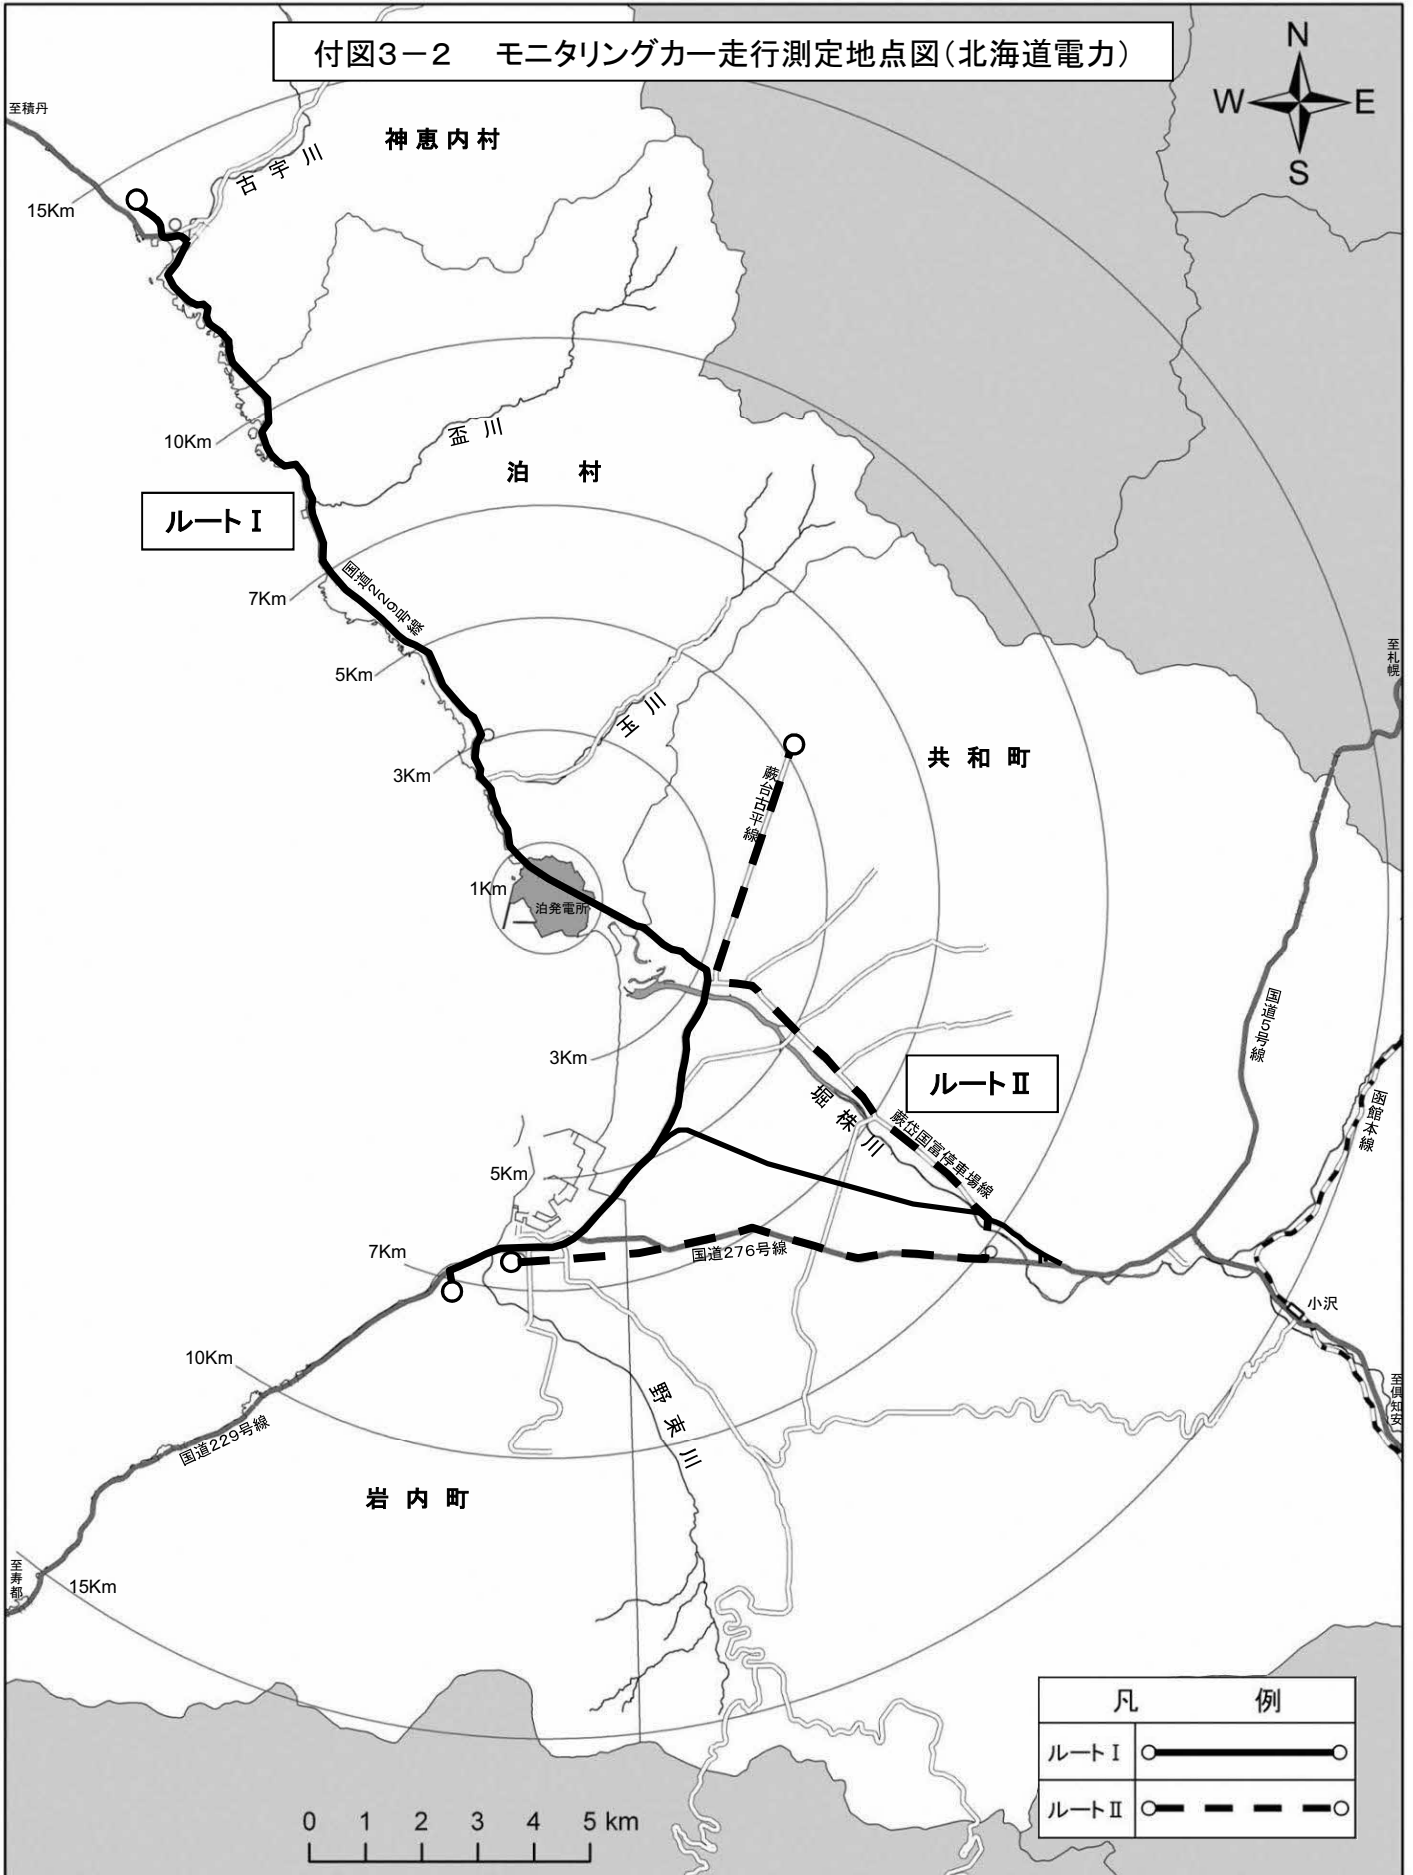 付図3－2　モニタリングカー走行測定地点図(北海道電力)
N
W
E
S
至積丹
神恵内村
古宇川
15Km
10Km
盃川
泊　村
ルートⅠ
7Km
国道229号線
5Km
至札幌
玉川
3Km
蕨台古平線
共和町
1Km
泊発電所
国道5号線
3Km
ルートⅡ
堀株川
函館本線
蕨岱国富停車場線
5Km
7Km
国道276号線
小沢
10Km
至倶知安
野束川
国道229号線
岩内町
至寿都
15Km
凡　例
ルートⅠ
ルートⅡ
0 1 2 3 4 5 km